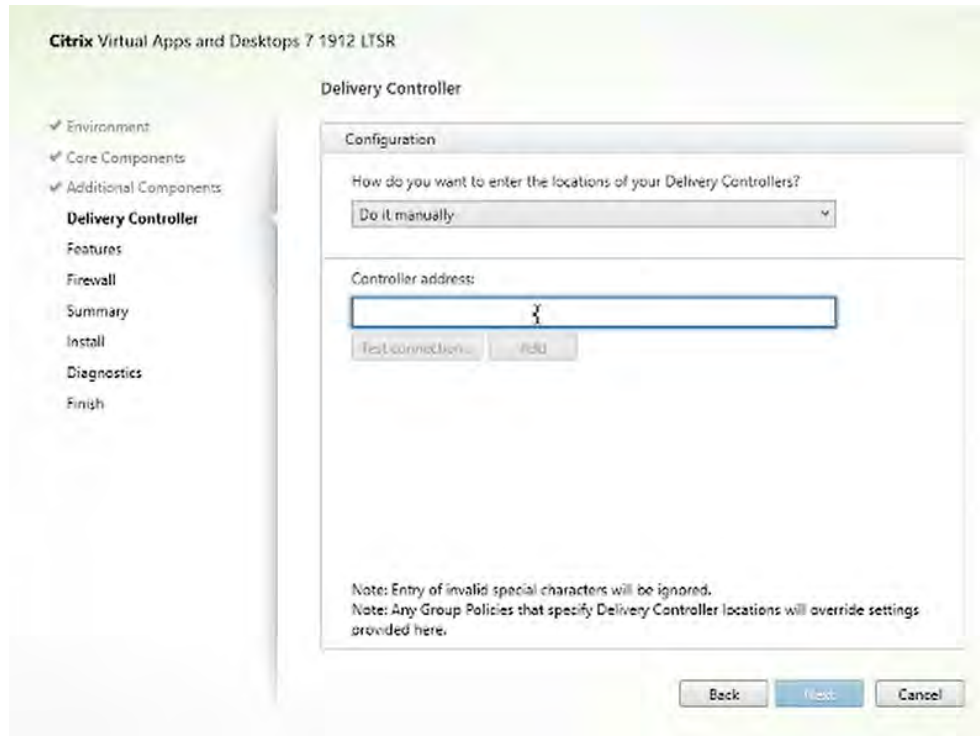 Citrix Virtual Apps and Desktops 7 1912 LTSR
Delivery Controller
Environment
Core Components
Additional Components
Delivery Controller
Features
Firewall
Summary
Install
Diagnostics
Finish
Configuration
How do you want to enter the locations of your Delivery Controllers?
Do it manually
Controller address:
Test connection...
Add
Note: Entry of invalid special characters will be ignored.
Note: Any Group Policies that specify Delivery Controller locations will override settings
provided here.
Back
Next
Cancel